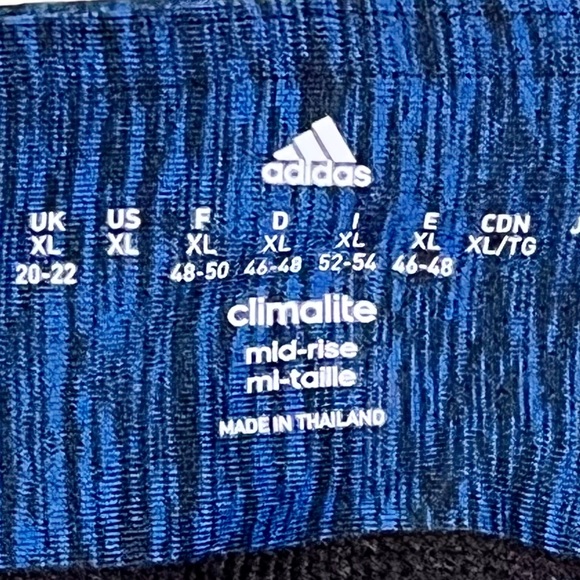 adidas
UK US F D I E CDN J
XL XL XL XL XL XL XL/TG
20-22 48-50 46-48 52-54 46-48
climalite
mid-rise
mi-taille
MADE IN THAILAND